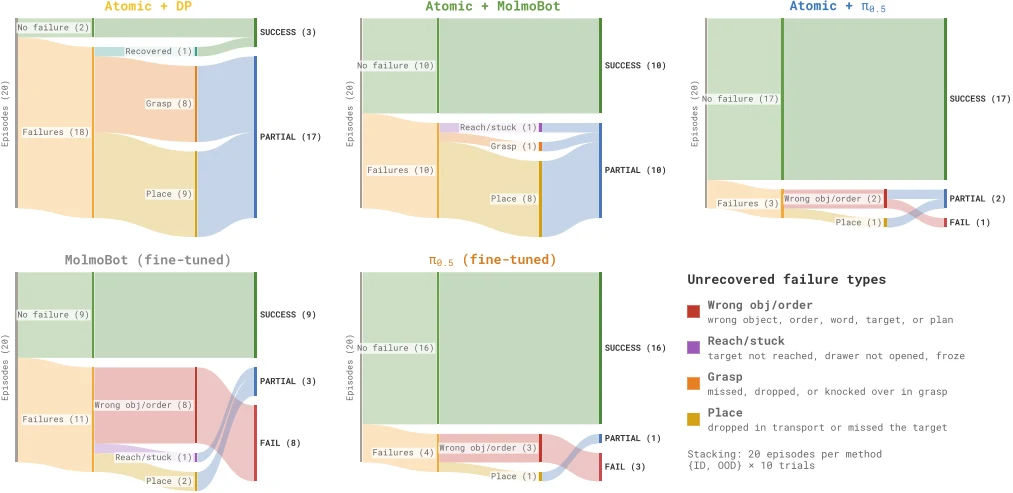 Atomic + DP
Episodes (20)
No failure (2)
Failures (18)
Recovered (1)
Grasp (8)
Place (9)
SUCCESS (3)
PARTIAL (17)
Atomic + MolmoBot
Episodes (20)
No failure (10)
Failures (10)
Reach/stuck (1)
Grasp (1)
Place (8)
SUCCESS (10)
PARTIAL (10)
Atomic + π0.5
Episodes (20)
No failure (17)
Failures (3)
Wrong obj/order (2)
Place (1)
SUCCESS (17)
PARTIAL (2)
FAIL (1)
MolmoBot (fine-tuned)
Episodes (20)
No failure (9)
Failures (11)
Wrong obj/order (8)
Reach/stuck (1)
Place (2)
SUCCESS (9)
PARTIAL (3)
FAIL (8)
π0.5 (fine-tuned)
Episodes (20)
No failure (16)
Failures (4)
Wrong obj/order (3)
Place (1)
SUCCESS (16)
PARTIAL (1)
FAIL (3)
Unrecovered failure types
Wrong obj/order
wrong object, order, word, target, or plan
Reach/stuck
target not reached, drawer not opened, froze
Grasp
missed, dropped, or knocked over in grasp
Place
dropped in transport or missed the target
Stacking: 20 episodes per method
{ID, OOD} × 10 trials